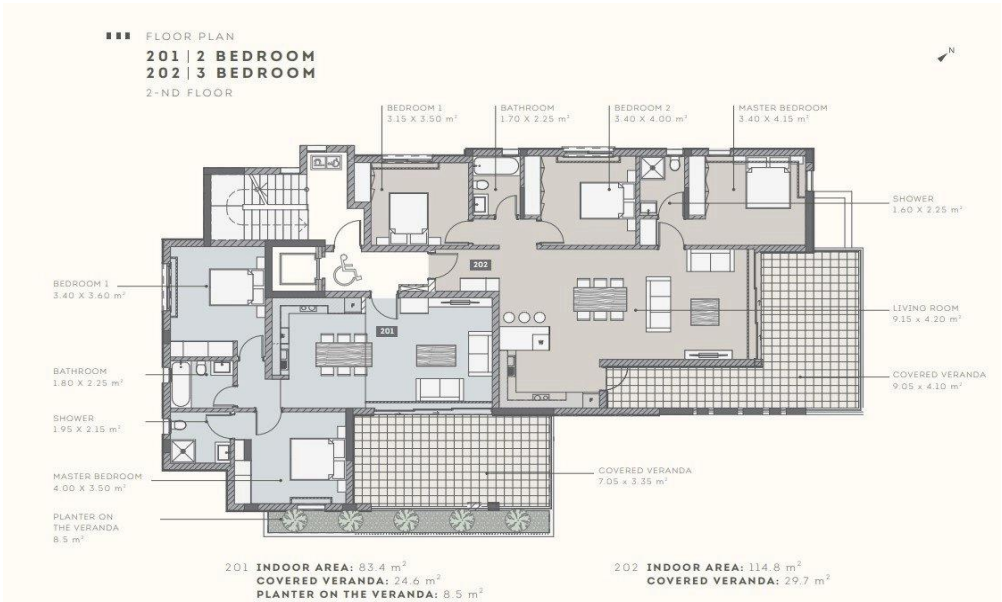 FLOOR PLAN
201 | 2 BEDROOM
202 | 3 BEDROOM
2-ND FLOOR
N
BEDROOM 1
3.15 X 3.50 m²
BATHROOM
1.70 X 2.25 m²
BEDROOM 2
3.40 X 4.00 m²
MASTER BEDROOM
3.40 X 4.15 m²
SHOWER
1.60 X 2.25 m²
202
BEDROOM 1
3.40 X 3.60 m²
LIVING ROOM
9.15 x 4.20 m²
201
BATHROOM
1.80 X 2.25 m²
COVERED VERANDA
9.05 x 4.10 m²
SHOWER
1.95 X 2.15 m²
MASTER BEDROOM
4.00 X 3.50 m²
COVERED VERANDA
7.05 x 3.35 m²
PLANTER ON
THE VERANDA
8.5 m²
201 INDOOR AREA: 83.4 m²
COVERED VERANDA: 24.6 m²
PLANTER ON THE VERANDA: 8.5 m²
202 INDOOR AREA: 114.8 m²
COVERED VERANDA: 29.7 m²